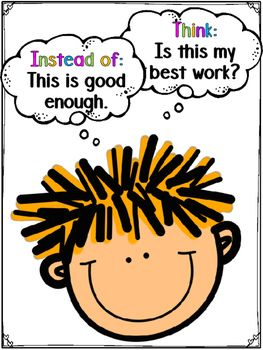 Instead of:
This is good
enough.
Think:
Is this my
best work?